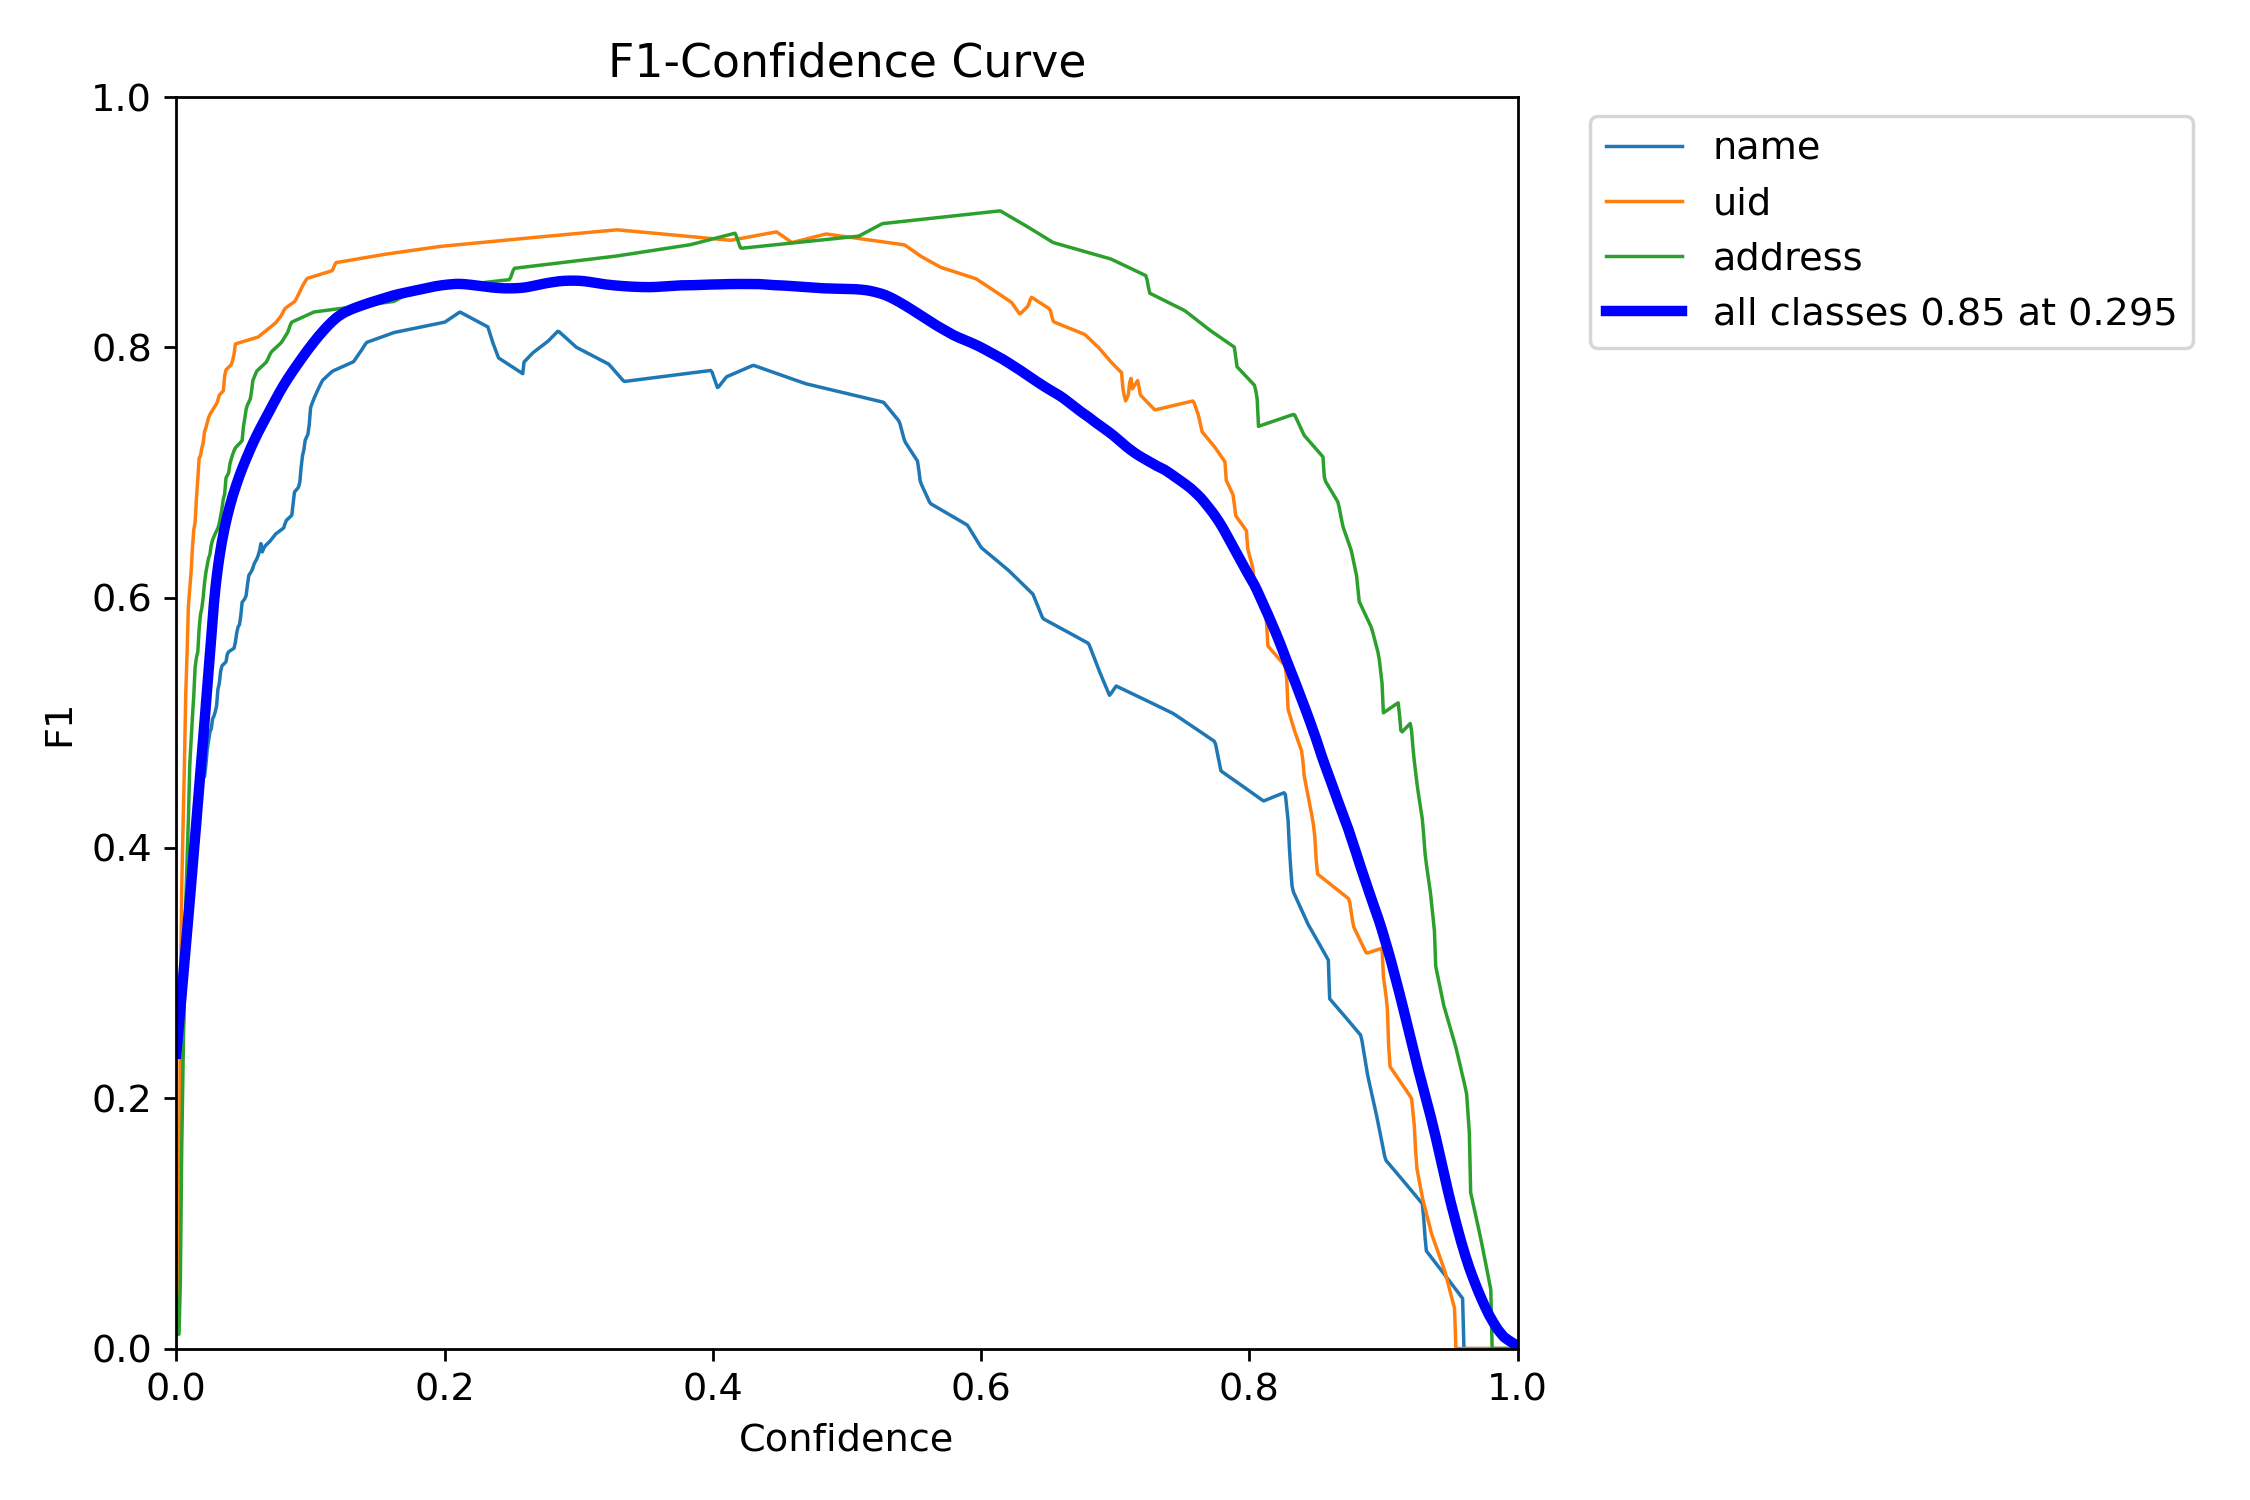 F1-Confidence Curve
1.0
0.8
0.6
0.4
0.2
0.0
F1
0.0 0.2 0.4 0.6 0.8 1.0
Confidence
name
uid
address
all classes 0.85 at 0.295